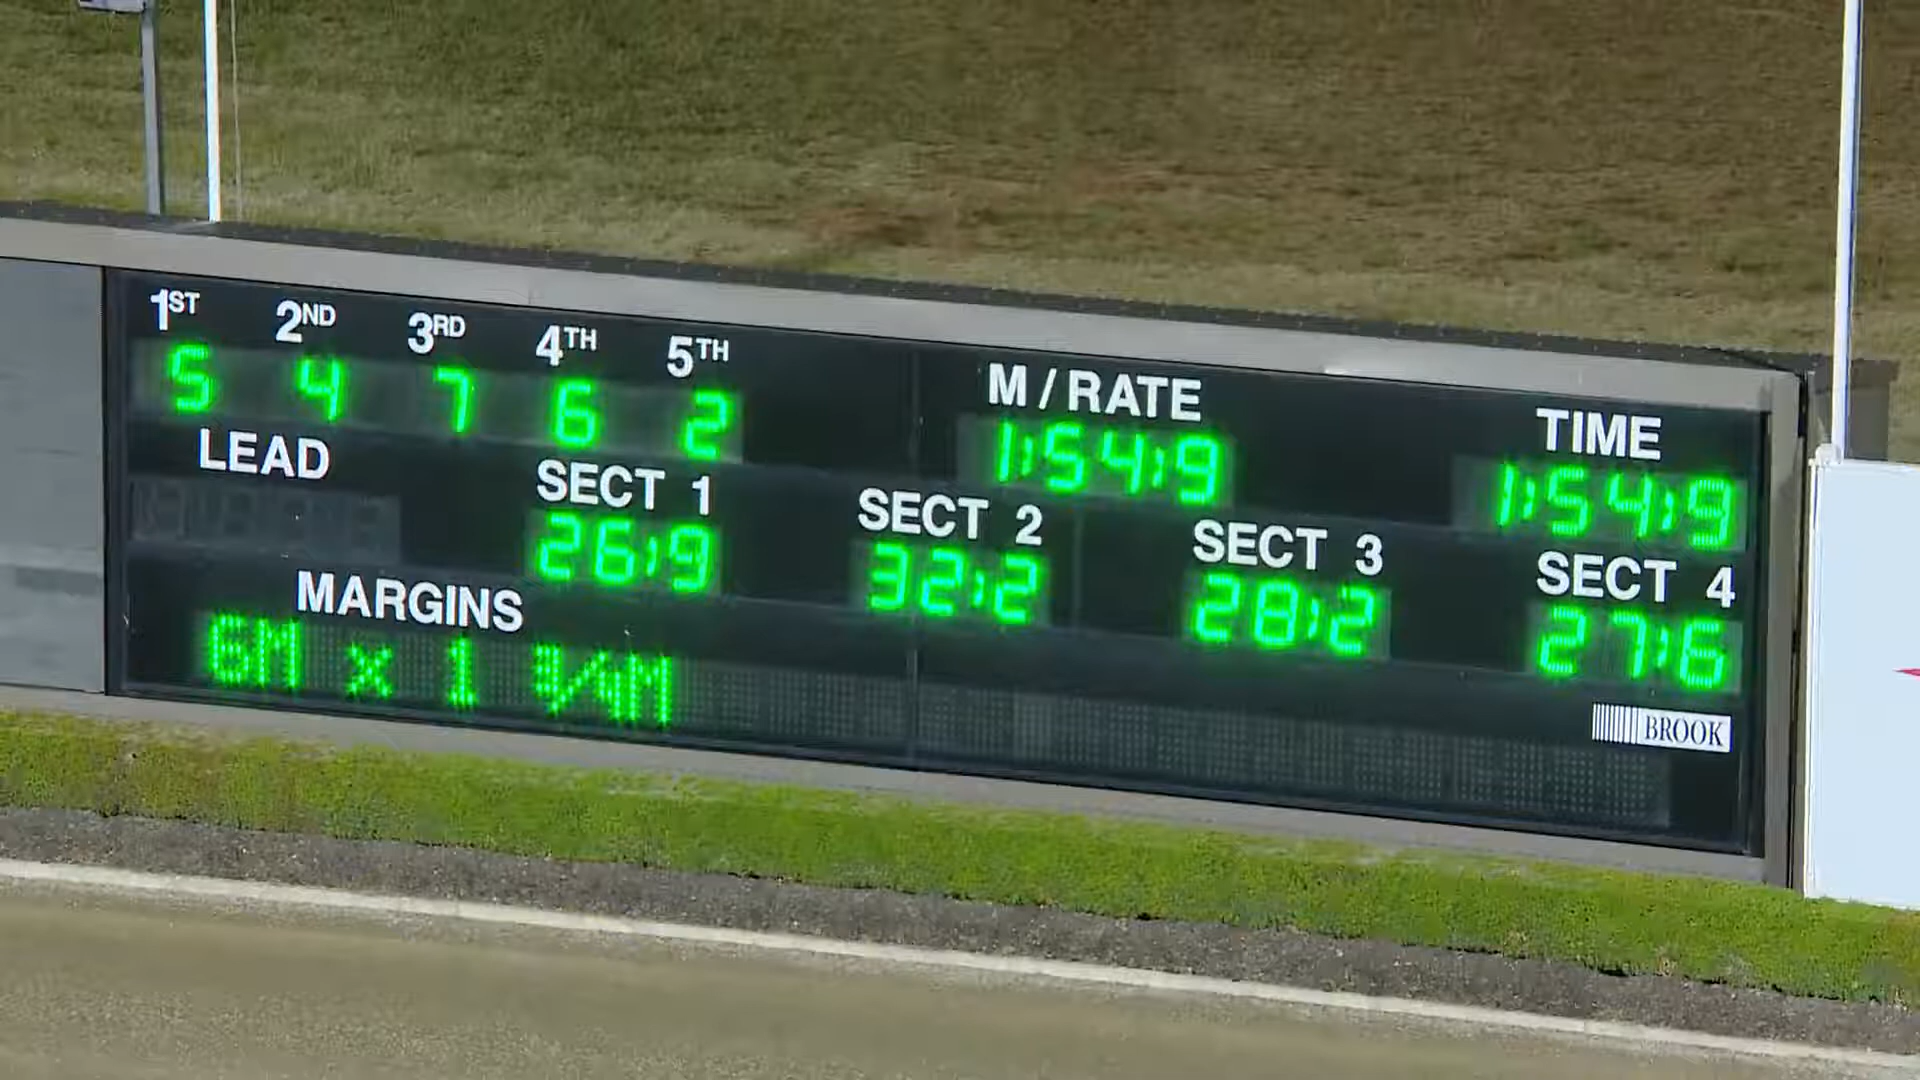 1ST 2ND 3RD 4TH 5TH M/RATE TIME
5 4 7 6 2 1:54:9 1:54:9
LEAD SECT 1 SECT 2 SECT 3 SECT 4
26:9 32:2 28:2 27:6
MARGINS
6M x 1 3/4M
BROOK